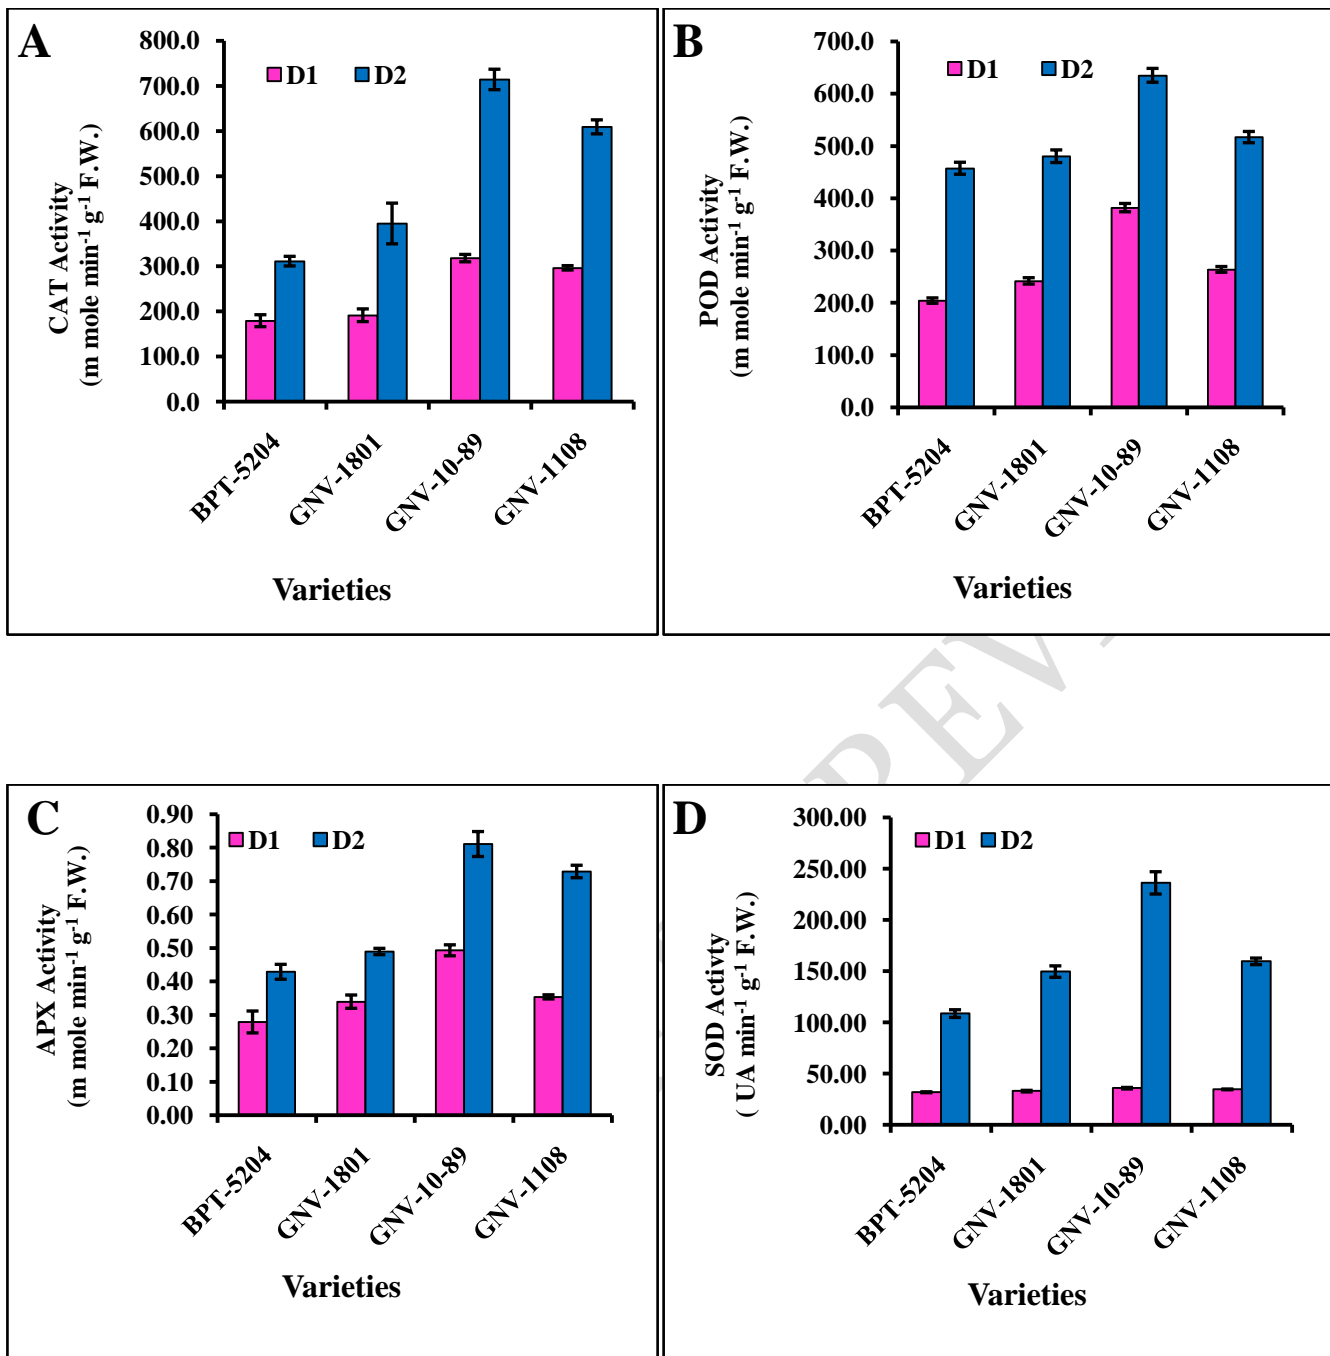 A
800.0
700.0
600.0
500.0
400.0
300.0
200.0
100.0
0.0
D1 D2
CAT Activity
(m mole min-1 g-1 F.W.)
BPT-5204
GNV-1801
GNV-10-89
GNV-1108
Varieties
B
700.0
600.0
500.0
400.0
300.0
200.0
100.0
0.0
D1 D2
POD Activity
(m mole min-1 g-1 F.W.)
BPT-5204
GNV-1801
GNV-10-89
GNV-1108
Varieties
PEV
C
0.90
0.80
0.70
0.60
0.50
0.40
0.30
0.20
0.10
0.00
D1 D2
APX Activity
(m mole min-1 g-1 F.W.)
BPT-5204
GNV-1801
GNV-10-89
GNV-1108
Varieties
D
300.00
250.00
200.00
150.00
100.00
50.00
0.00
D1 D2
SOD Activty
( UA min-1 g-1 F.W.)
BPT-5204
GNV-1801
GNV-10-89
GNV-1108
Varieties